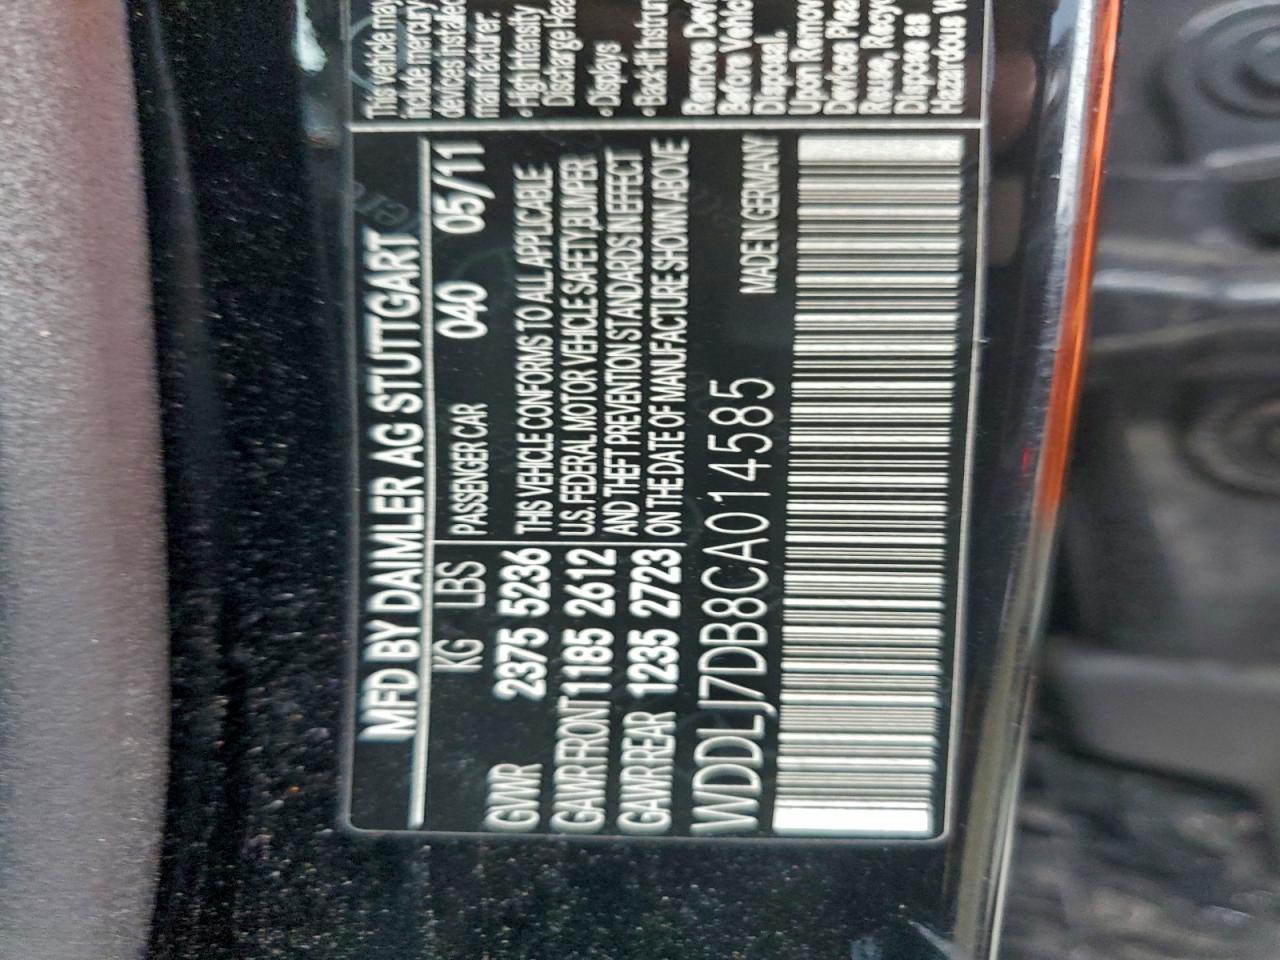 MFD BY DAIMLER AG STUTTGART
KG LBS PASSENGER CAR 040 05/11
GVWR 2375 5236
GAWR FRONT 1185 2612
GAWR REAR 1235 2723
THIS VEHICLE CONFORMS TO ALL APPLICABLE
U.S. FEDERAL MOTOR VEHICLE SAFETY, BUMPER
AND THEFT PREVENTION STANDARDS IN EFFECT
ON THE DATE OF MANUFACTURE SHOWN ABOVE
WDDLJ7DB8CA014585
MADE IN GERMANY
This vehicle may
include mercury
devices installed
manufacturer:
• High Intensity
Discharge Hea
• Displays
• Back-lit Instrum
Remove Devi
Before Vehicl
Disposal.
Upon Remov
Devices Plea
Reuse, Recyc
Dispose as
Hazardous W